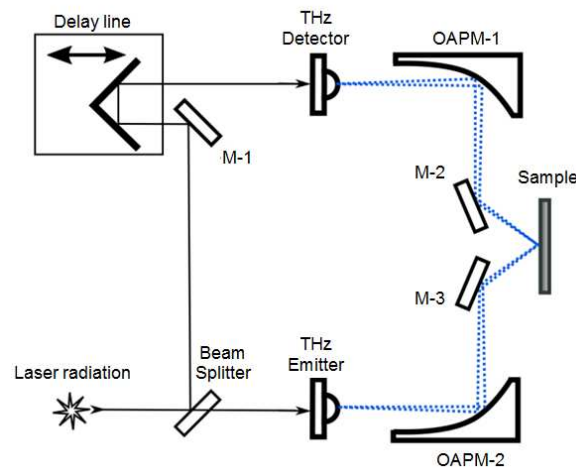 Delay line
THz
Detector
OAPM-1
M-1
M-2
Sample
M-3
Beam
Splitter
THz
Emitter
Laser radiation
OAPM-2